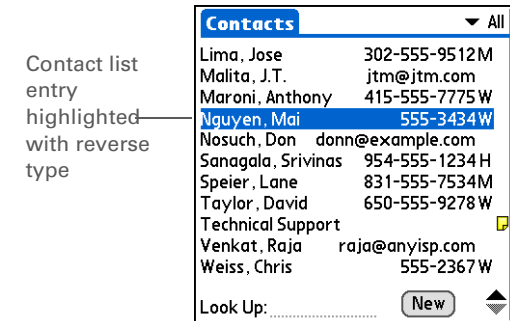 Contact list
entry
highlighted
with reverse
type
Contacts All
Lima, Jose 302-555-9512 M
Malita, J.T. jtm@jtm.com
Maroni, Anthony 415-555-7775 W
Nguyen, Mai 555-3434 W
Nosuch, Don donn@example.com
Sanagala, Srivinas 954-555-1234 H
Speier, Lane 831-555-7534 M
Taylor, David 650-555-9278 W
Technical Support
Venkat, Raja raja@anyisp.com
Weiss, Chris 555-2367 W
Look Up: New